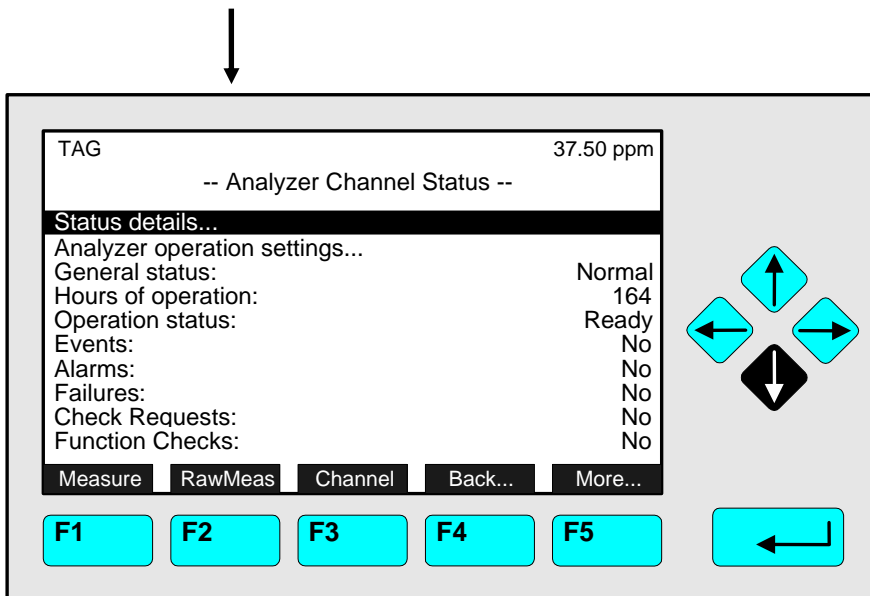 TAG 37.50 ppm
-- Analyzer Channel Status --
Status details...
Analyzer operation settings...
General status: Normal
Hours of operation: 164
Operation status: Ready
Events: No
Alarms: No
Failures: No
Check Requests: No
Function Checks: No
Measure RawMeas Channel Back... More...
F1 F2 F3 F4 F5